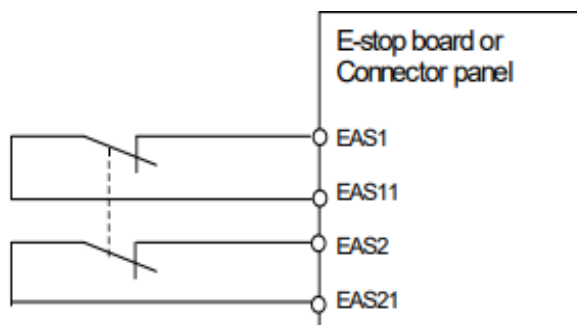 E-stop board or
Connector panel
EAS1
EAS11
EAS2
EAS21